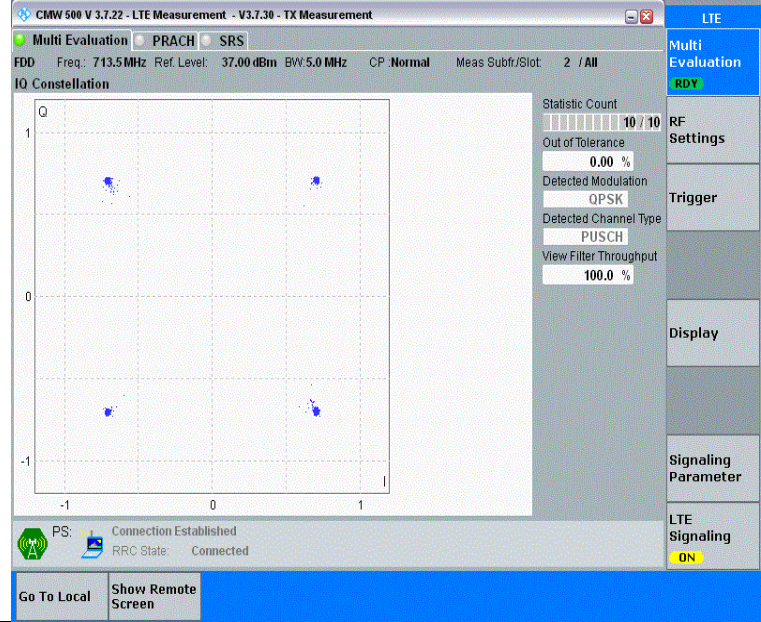 CMW 500 V 3.7.22 - LTE Measurement - V3.7.30 - TX Measurement
LTE
Multi Evaluation PRACH SRS
Multi
Evaluation
RDY
FDD Freq.: 713.5 MHz Ref. Level: 37.00 dBm BW:5.0 MHz CP :Normal Meas Subfr./Slot: 2 / All
IQ Constellation
Q
1
0
-1
-1 0 1
I
Statistic Count
10 / 10
Out of Tolerance
0.00 %
Detected Modulation
QPSK
Detected Channel Type
PUSCH
View Filter Throughput
100.0 %
RF
Settings
Trigger
Display
Signaling
Parameter
LTE
Signaling
ON
PS: Connection Established
RRC State: Connected
Go To Local
Show Remote
Screen